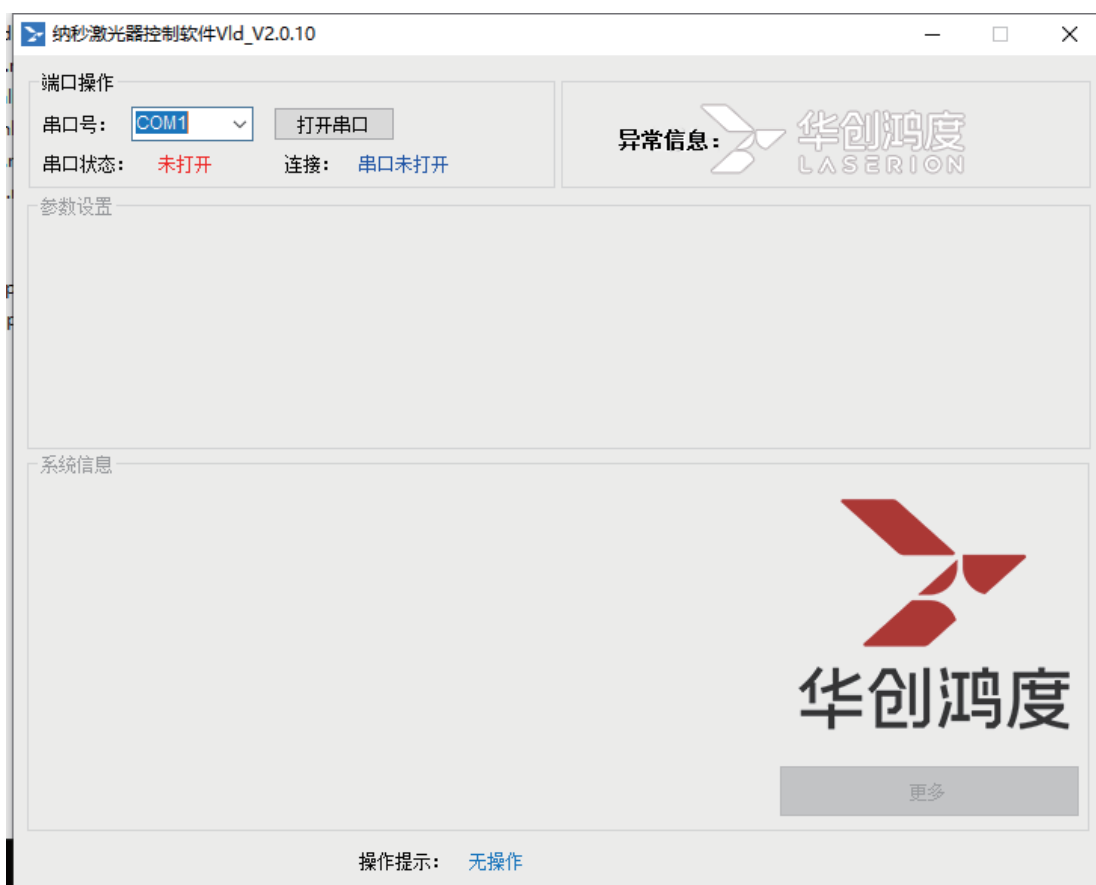 纳秒激光器控制软件Vld_V2.0.10
端口操作
串口号： COM1 打开串口
串口状态： 未打开 连接： 串口未打开
异常信息：
华创鸿度
LASERION
参数设置
系统信息
华创鸿度
更多
操作提示： 无操作